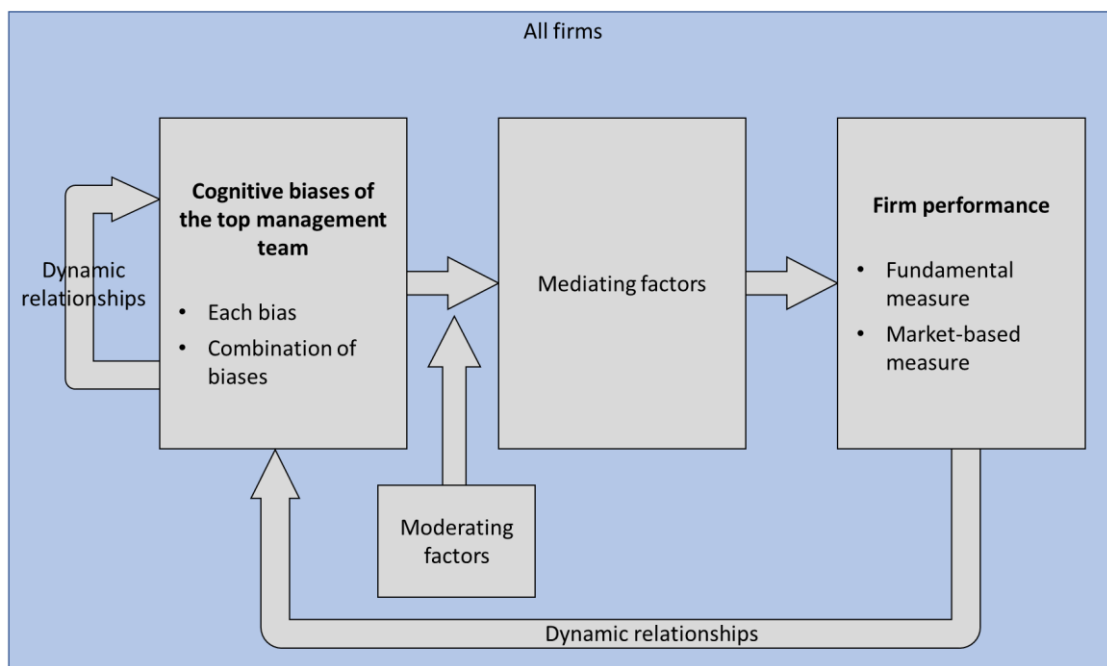 All firms
Cognitive biases of
the top management
team
• Each bias
• Combination of
biases
Dynamic
relationships
Mediating factors
Firm performance
• Fundamental
measure
• Market-based
measure
Moderating
factors
Dynamic relationships